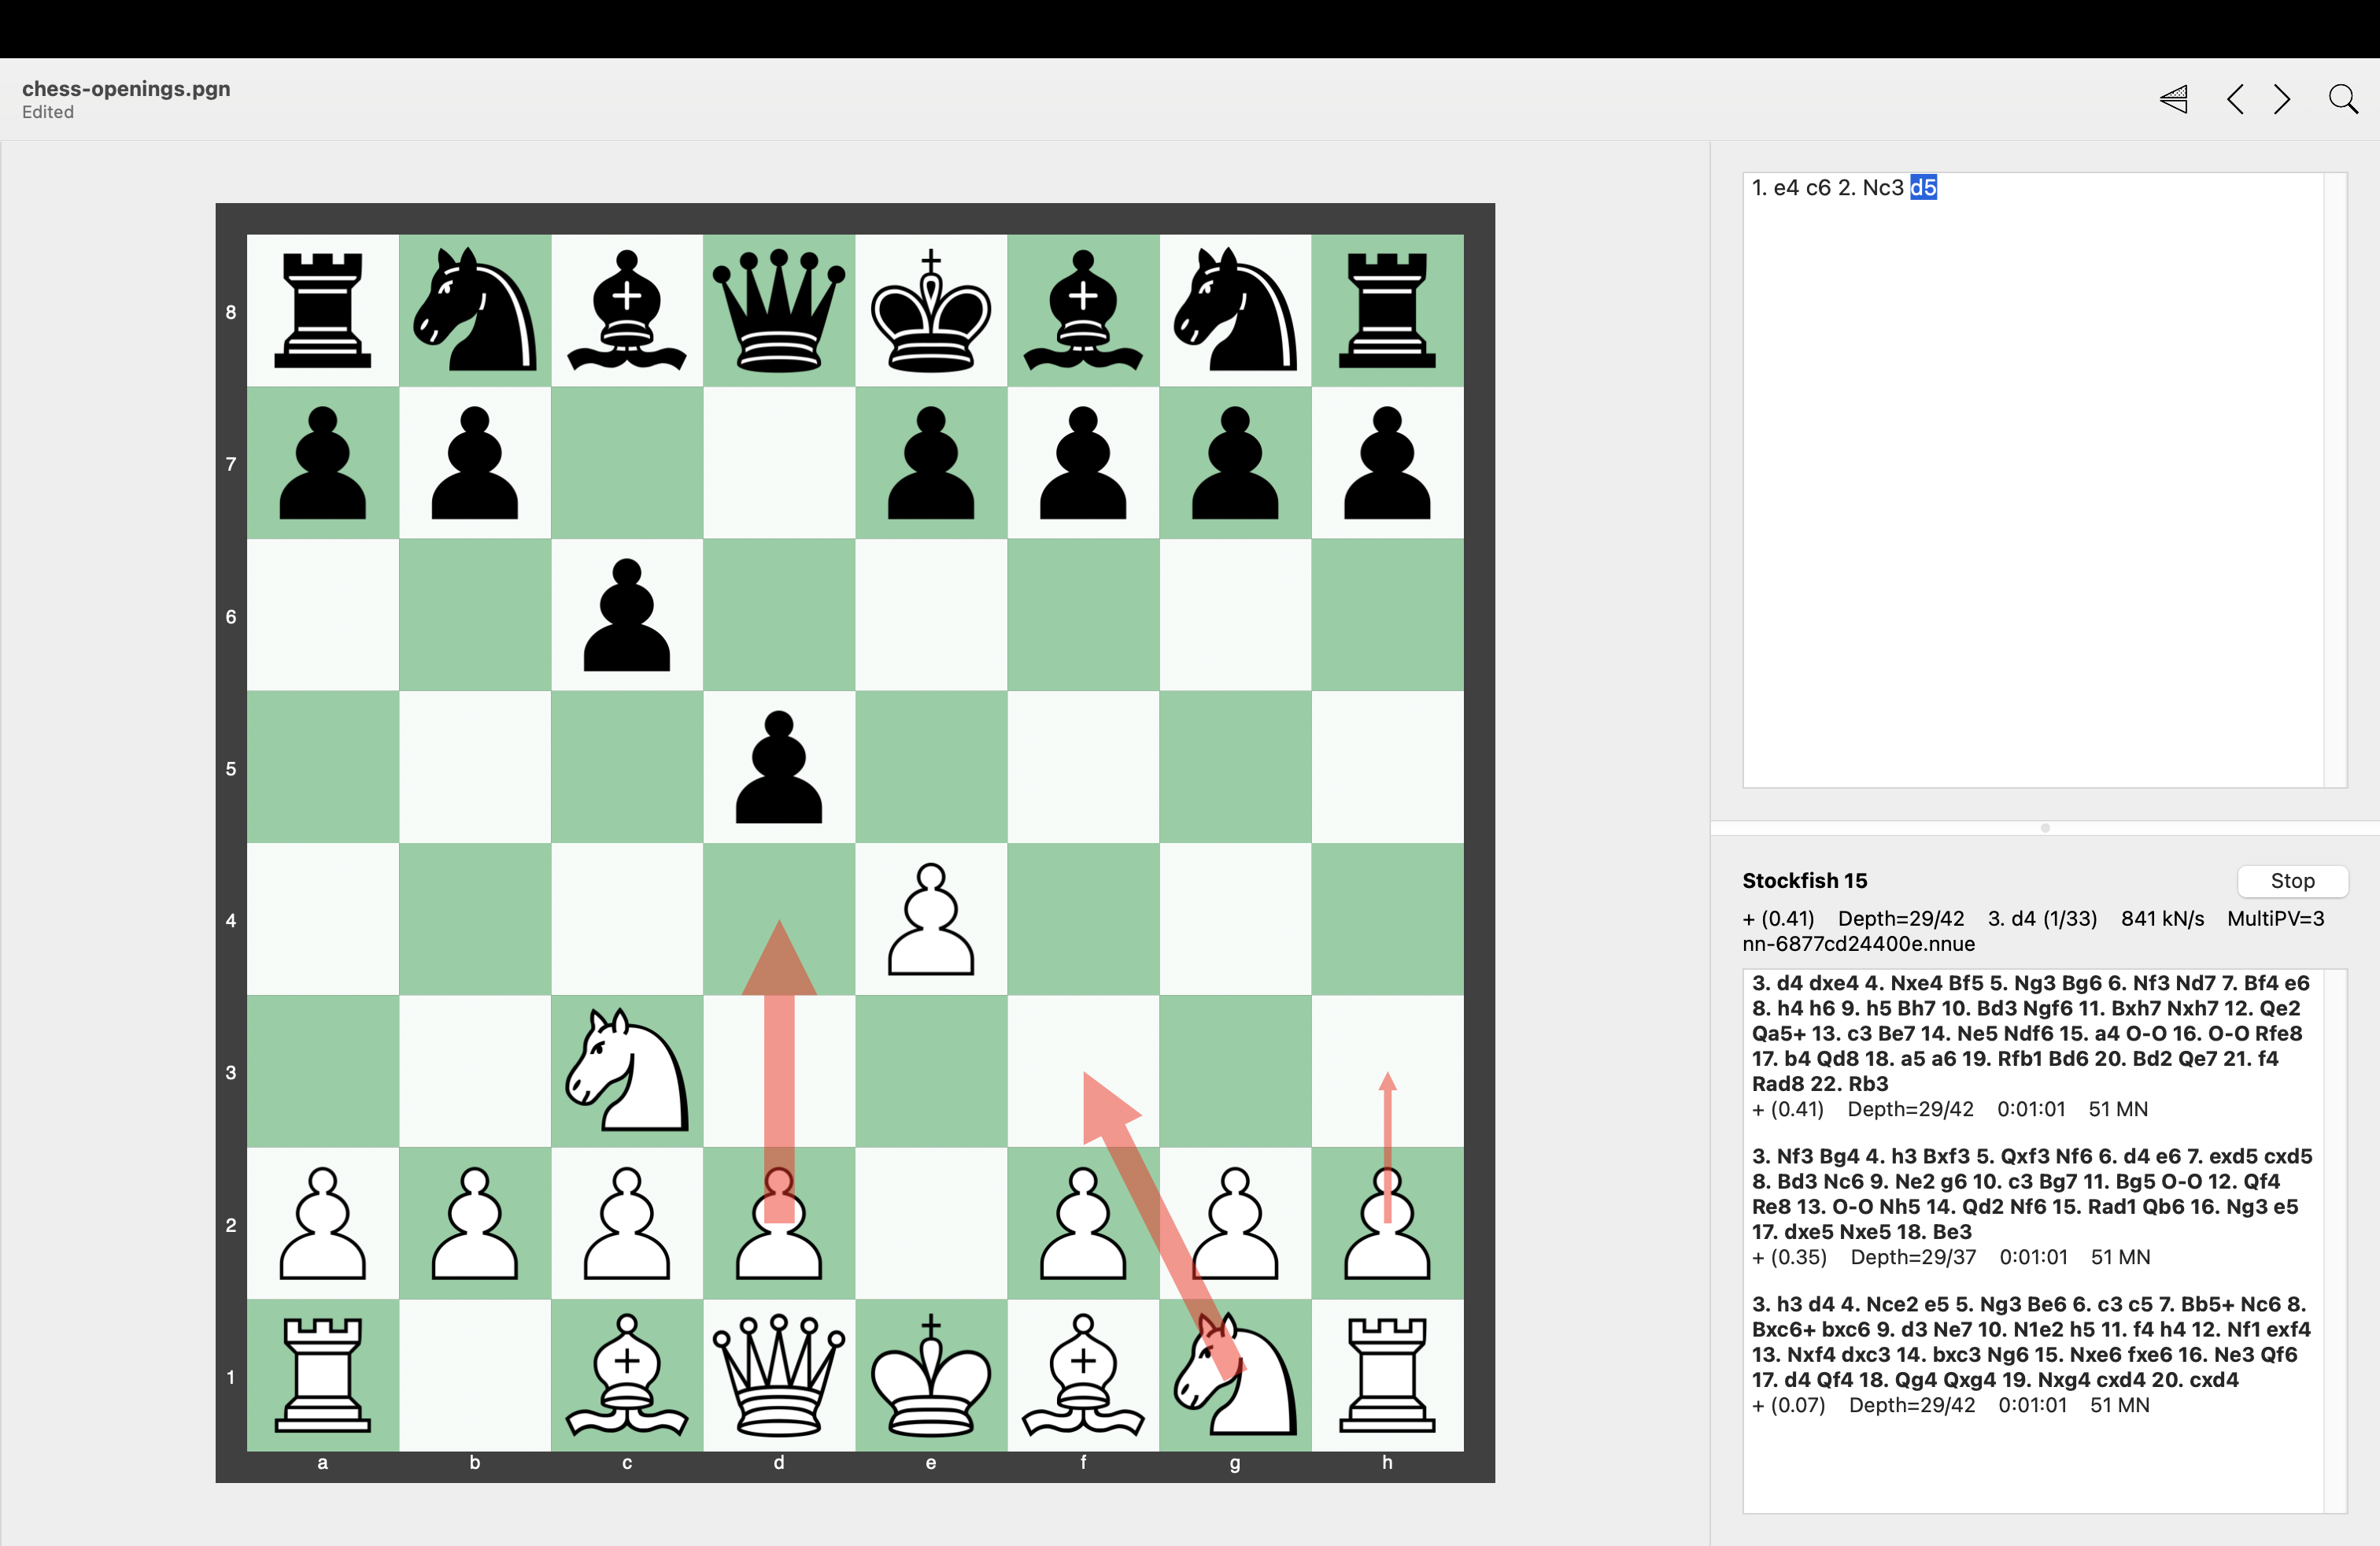 chess-openings.pgn
Edited
1. e4 c6 2. Nc3 d5
8
7
6
5
4
3
2
1
a b c d e f g h
Stockfish 15
Stop
+ (0.41) Depth=29/42 3. d4 (1/33) 841 kN/s MultiPV=3
nn-6877cd24400e.nnue
3. d4 dxe4 4. Nxe4 Bf5 5. Ng3 Bg6 6. Nf3 Nd7 7. Bf4 e6
8. h4 h6 9. h5 Bh7 10. Bd3 Ngf6 11. Bxh7 Nxh7 12. Qe2
Qa5+ 13. c3 Be7 14. Ne5 Ndf6 15. a4 O-O 16. O-O Rfe8
17. b4 Qd8 18. a5 a6 19. Rfb1 Bd6 20. Bd2 Qe7 21. f4
Rad8 22. Rb3
+ (0.41) Depth=29/42 0:01:01 51 MN
3. Nf3 Bg4 4. h3 Bxf3 5. Qxf3 Nf6 6. d4 e6 7. exd5 cxd5
8. Bd3 Nc6 9. Ne2 g6 10. c3 Bg7 11. Bg5 O-O 12. Qf4
Re8 13. O-O Nh5 14. Qd2 Nf6 15. Rad1 Qb6 16. Ng3 e5
17. dxe5 Nxe5 18. Be3
+ (0.35) Depth=29/37 0:01:01 51 MN
3. h3 d4 4. Nce2 e5 5. Ng3 Be6 6. c3 c5 7. Bb5+ Nc6 8.
Bxc6+ bxc6 9. d3 Ne7 10. N1e2 h5 11. f4 h4 12. Nf1 exf4
13. Nxf4 dxc3 14. bxc3 Ng6 15. Nxe6 fxe6 16. Ne3 Qf6
17. d4 Qf4 18. Qg4 Qxg4 19. Nxg4 cxd4 20. cxd4
+ (0.07) Depth=29/42 0:01:01 51 MN